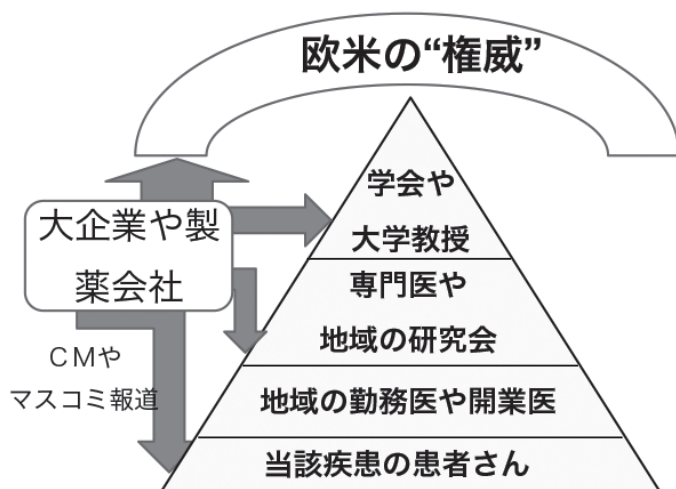 欧米の“権威”
学会や
大学教授
大企業や製
薬会社
専門医や
地域の研究会
CMや
マスコミ報道
地域の勤務医や開業医
当該疾患の患者さん